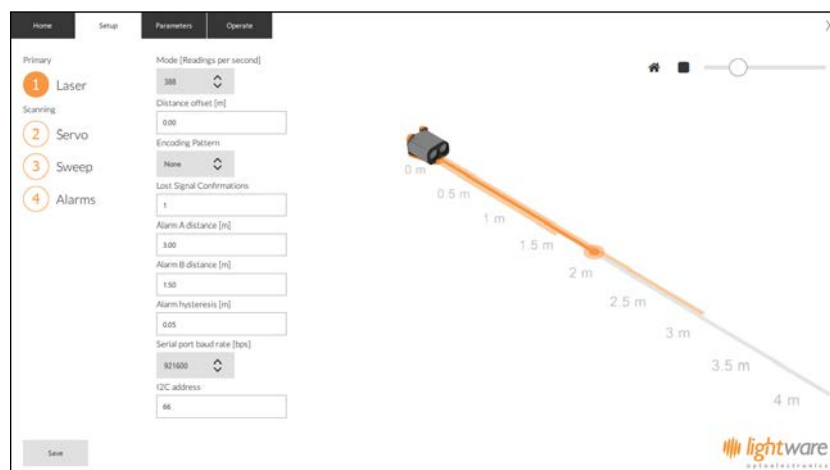 Home
Setup
Parameters
Operate
Primary
1 Laser
Scanning
2 Servo
3 Sweep
4 Alarms
Mode [Readings per second]
388
Distance offset [m]
0.00
Encoding Pattern
None
Lost Signal Confirmations
1
Alarm A distance [m]
3.00
Alarm B distance [m]
1.50
Alarm hysteresis [m]
0.05
Serial port baud rate [bps]
921600
I2C address
66
Save
0 m
0.5 m
1 m
1.5 m
2 m
2.5 m
3 m
3.5 m
4 m
lightware
optoelectronics